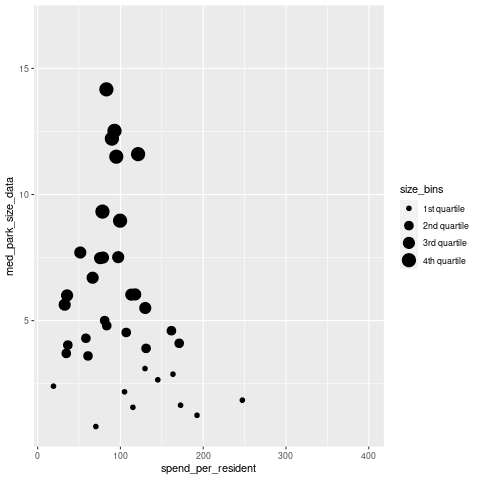 15
10
5
0
100
200
300
400
spend_per_resident
med_park_size_data
size_bins
1st quartile
2nd quartile
3rd quartile
4th quartile